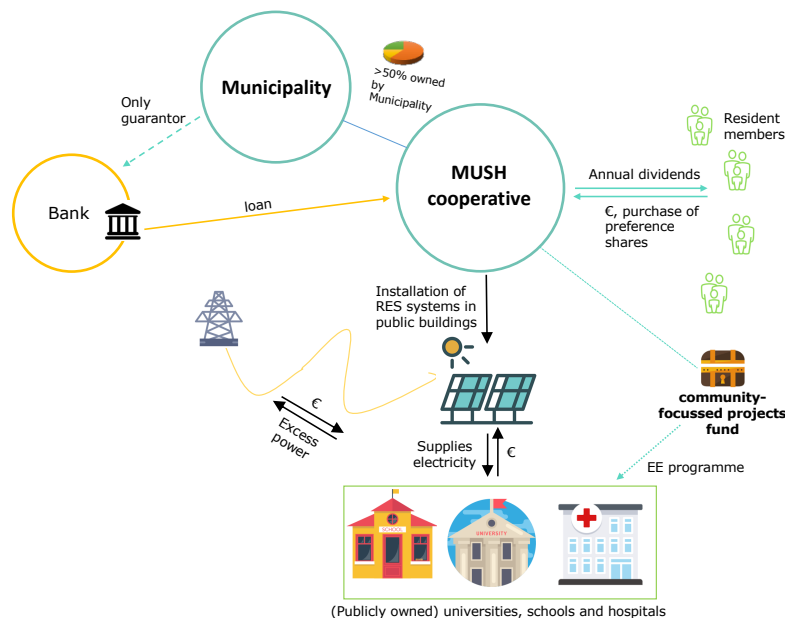 Municipality
>50% owned
by
Municipality
Only
guarantor
Resident
members
MUSH
cooperative
Annual dividends
€, purchase of
preference
shares
Bank
loan
Installation of
RES systems in
public buildings
€
Excess
power
community-
focussed projects
fund
Supplies
electricity
€
EE programme
SCHOOL
UNIVERSITY
(Publicly owned) universities, schools and hospitals